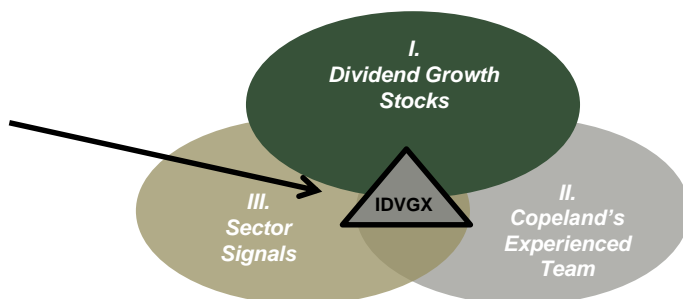 I.
Dividend Growth
Stocks
III.
Sector
Signals
IDVGX
II.
Copeland's
Experienced
Team